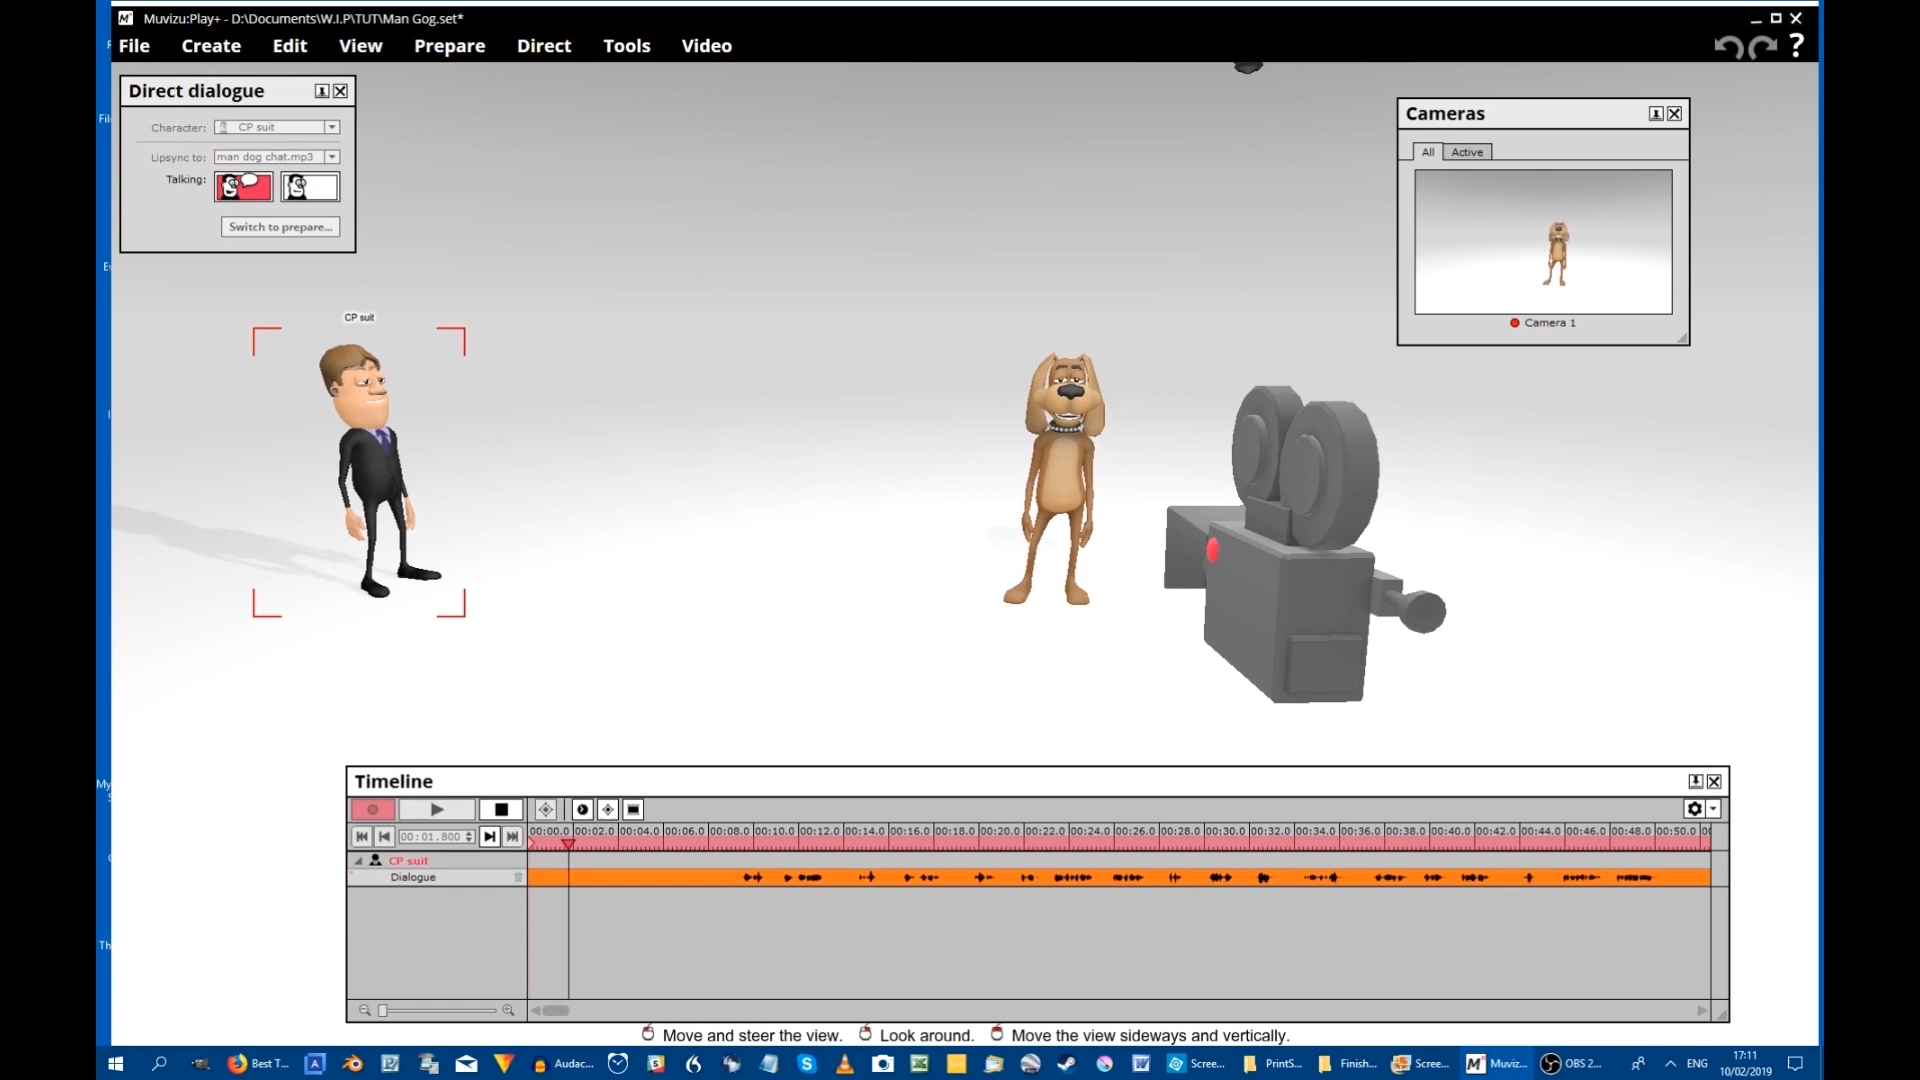 Muvizu:Play+ - D:\Documents\W.I.P\TUT\Man Gog.set*
File Create Edit View Prepare Direct Tools Video ?
Direct dialogue
Character: CP suit
Lipsync to: man dog chat.mp3
Talking:
Switch to prepare...
Cameras
All Active
Camera 1
CP suit
Timeline
00:01.800
00:00.0 00:02.0 00:04.0 00:06.0 00:08.0 00:10.0 00:12.0 00:14.0 00:16.0 00:18.0 00:20.0 00:22.0 00:24.0 00:26.0 00:28.0 00:30.0 00:32.0 00:34.0 00:36.0 00:38.0 00:40.0 00:42.0 00:44.0 00:46.0 00:48.0 00:50.0
CP suit
Dialogue
Move and steer the view. Look around. Move the view sideways and vertically.
Best T... Audac... Scree... PrintS... Finish... Scree... Muviz... OBS 2... ENG
17:11
10/02/2019